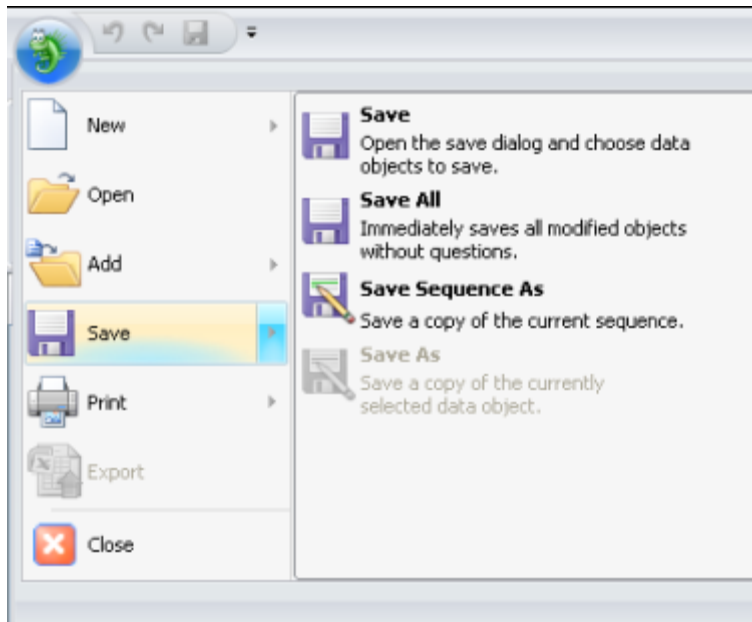 New
Open
Add
Save
Print
Export
Close
Save
Open the save dialog and choose data
objects to save.
Save All
Immediately saves all modified objects
without questions.
Save Sequence As
Save a copy of the current sequence.
Save As
Save a copy of the currently
selected data object.